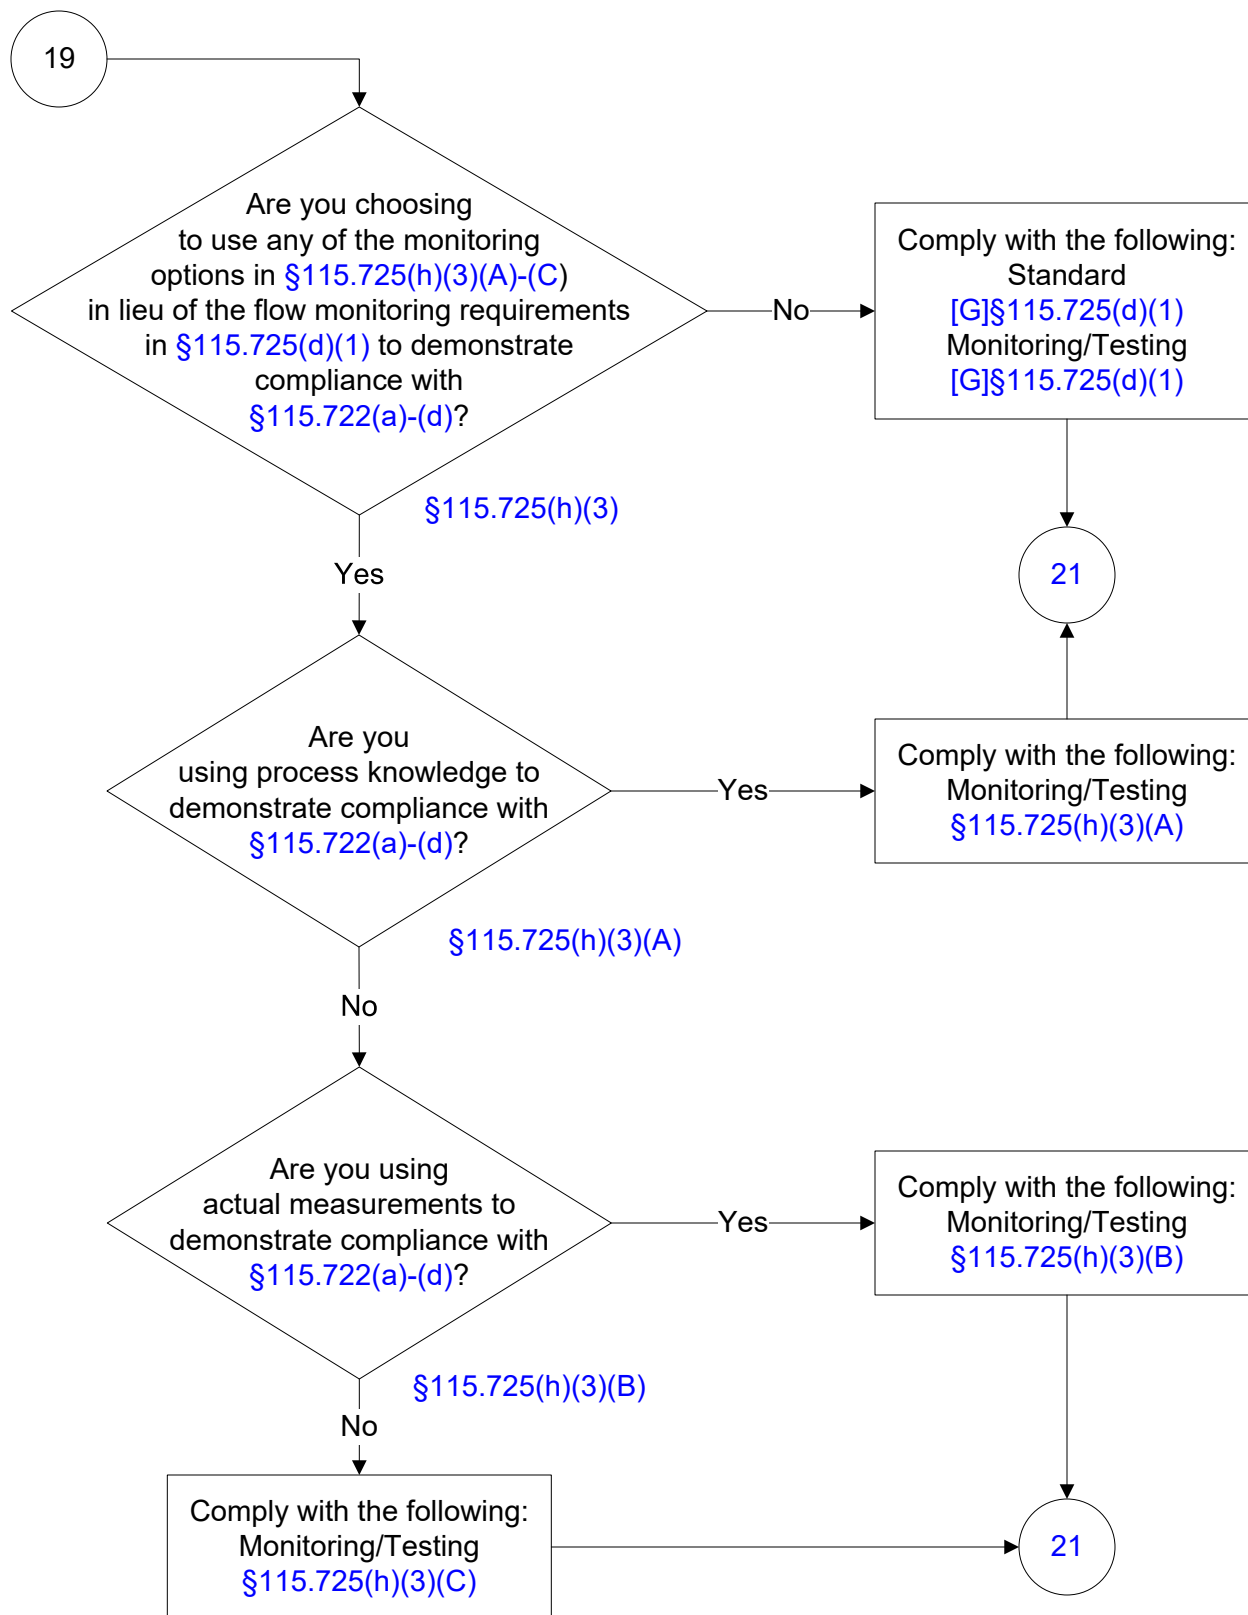 19
Are you choosing
to use any of the monitoring
options in §115.725(h)(3)(A)-(C)
in lieu of the flow monitoring requirements
in §115.725(d)(1) to demonstrate
compliance with
§115.722(a)-(d)?
No
Comply with the following:
Standard
[G]§115.725(d)(1)
Monitoring/Testing
[G]§115.725(d)(1)
§115.725(h)(3)
Yes
21
Are you
using process knowledge to
demonstrate compliance with
§115.722(a)-(d)?
Yes
Comply with the following:
Monitoring/Testing
§115.725(h)(3)(A)
§115.725(h)(3)(A)
No
Are you using
actual measurements to
demonstrate compliance with
§115.722(a)-(d)?
Yes
Comply with the following:
Monitoring/Testing
§115.725(h)(3)(B)
§115.725(h)(3)(B)
No
Comply with the following:
Monitoring/Testing
§115.725(h)(3)(C)
21